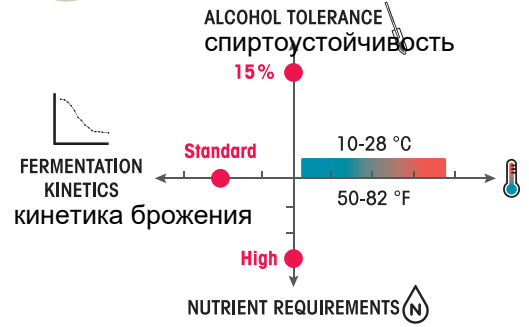 ALCOHOL TOLERANCE
спиртоустойчивость
15%
10-28 °C
Standard
FERMENTATION
KINETICS
50-82 °F
кинетика брожения
High
NUTRIENT REQUIREMENTS N